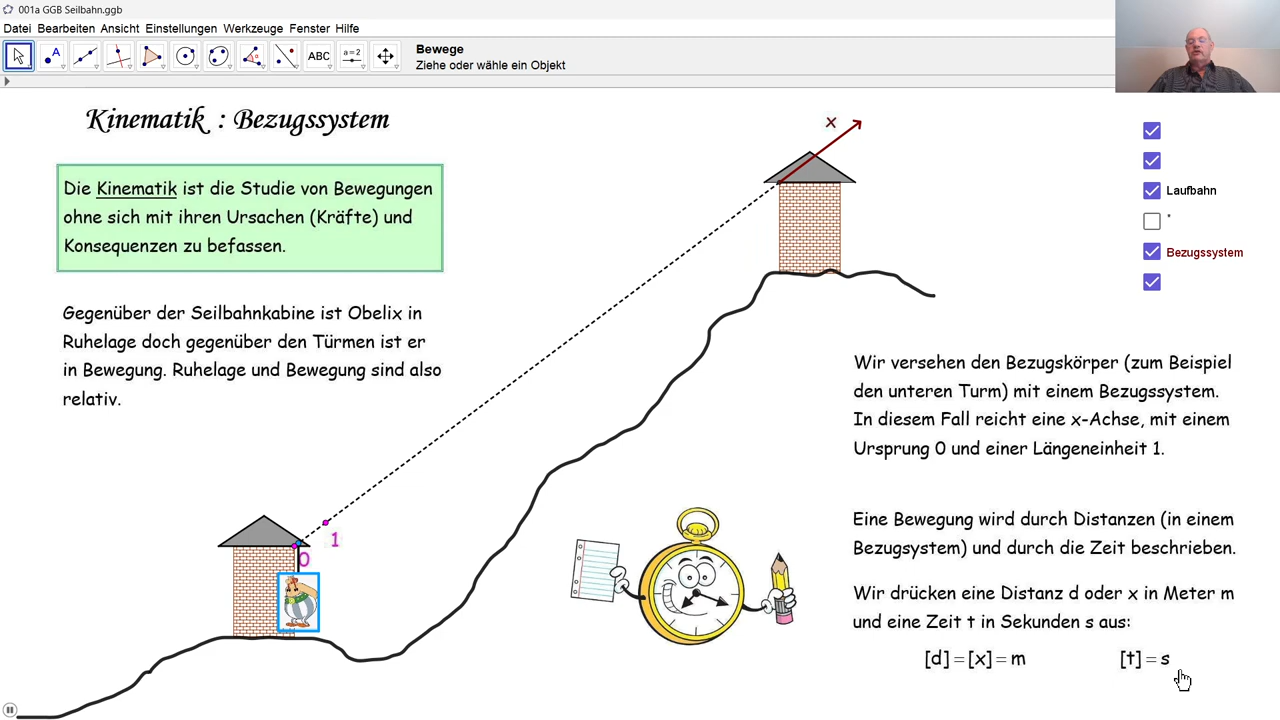 001a GGB Seilbahn.ggb
Datei Bearbeiten Ansicht Einstellungen Werkzeuge Fenster Hilfe
A
ABC
a=2
Bewege
Ziehe oder wähle ein Objekt
Kinematik : Bezugssystem
Die Kinematik ist die Studie von Bewegungen
ohne sich mit ihren Ursachen (Kräfte) und
Konsequenzen zu befassen.
Gegenüber der Seilbahnkabine ist Obelix in
Ruhelage doch gegenüber den Türmen ist er
in Bewegung. Ruhelage und Bewegung sind also
relativ.
x
0
1
Laufbahn
*
Bezugssystem
Wir versehen den Bezugskörper (zum Beispiel
den unteren Turm) mit einem Bezugssystem.
In diesem Fall reicht eine x-Achse, mit einem
Ursprung 0 und einer Längeneinheit 1.
Eine Bewegung wird durch Distanzen (in einem
Bezugsystem) und durch die Zeit beschrieben.
Wir drücken eine Distanz d oder x in Meter m
und eine Zeit t in Sekunden s aus:
[d] = [x] = m [t] = s